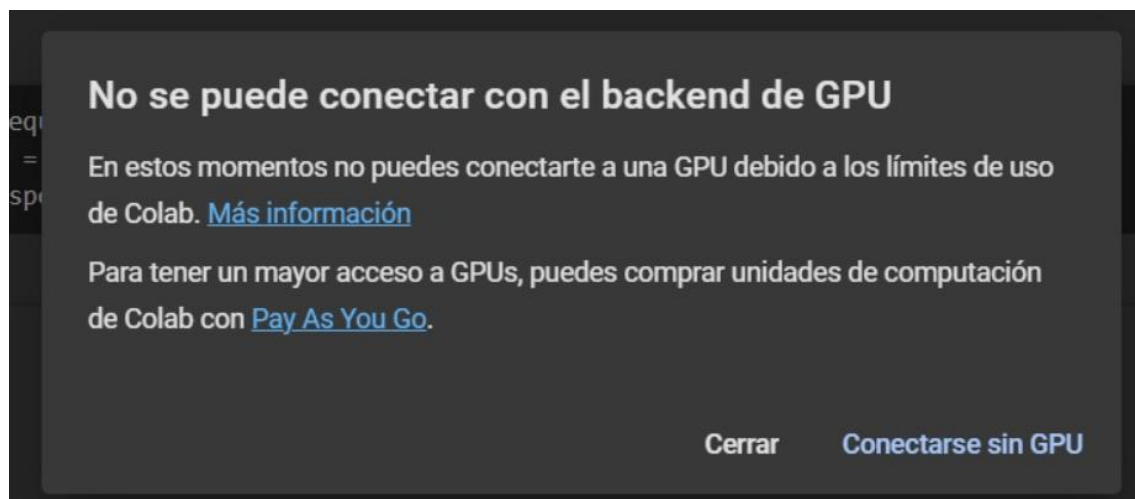 No se puede conectar con el backend de GPU
En estos momentos no puedes conectarte a una GPU debido a los límites de uso
de Colab. Más información
Para tener un mayor acceso a GPUs, puedes comprar unidades de computación
de Colab con Pay As You Go.
Cerrar Conectarse sin GPU